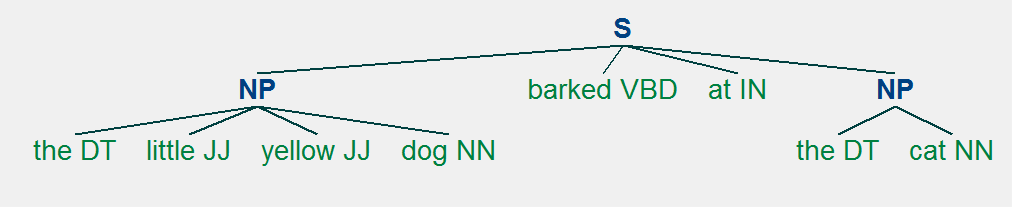 S
NP barked VBD at IN NP
the DT little JJ yellow JJ dog NN the DT cat NN